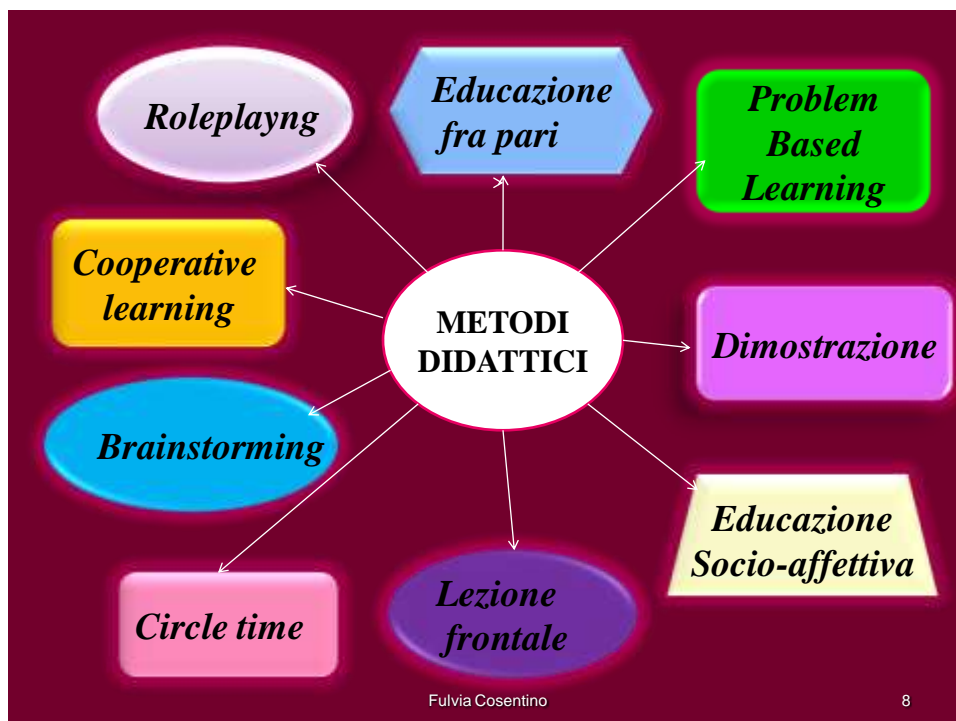 Roleplayng
Educazione
fra pari
Problem
Based
Learning
Cooperative
learning
METODI
DIDATTICI
Dimostrazione
Brainstorming
Educazione
Socio-affettiva
Circle time
Lezione
frontale
Fulvia Cosentino
8